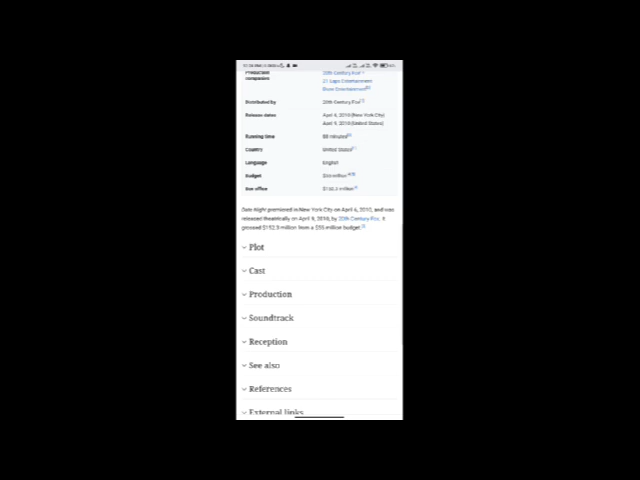 Production
companies
20th Century Fox
21 Laps Entertainment
Distributed by
20th Century Fox
Release dates
April 6, 2010 (New York City)
April 9, 2010 (United States)
Running time
88 minutes
Country
United States
Language
English
Budget
$55 million
Box office
$152.3 million
Date Night premiered in New York City on April 6, 2010, and was
released theatrically on April 9, 2010, by 20th Century Fox. It
grossed $152.3 million from a $55 million budget.
Plot
Cast
Production
Soundtrack
Reception
See also
References
External links